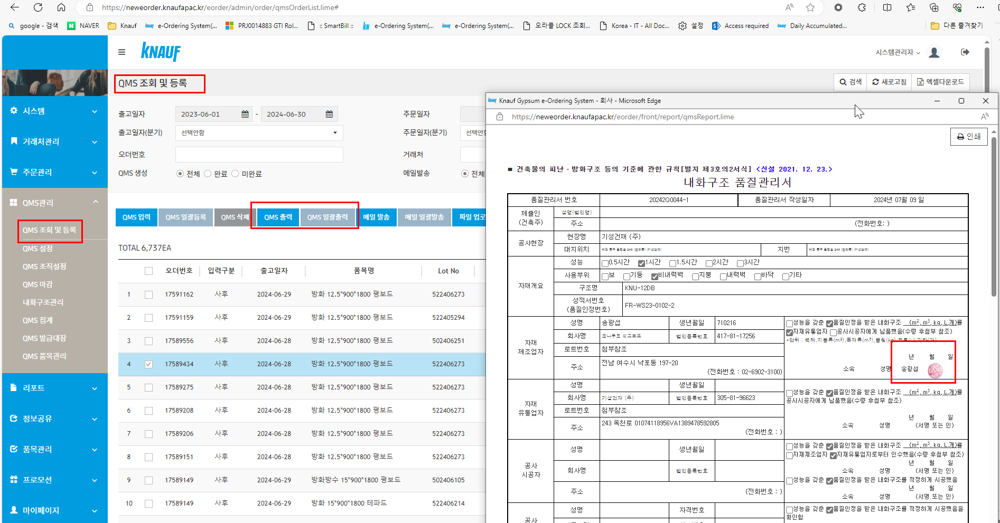 https://neweorder.knaufapac.kr/eorder/admin/order/qmsOrderList.lime#
google - 검색
NAVER
Knauf
e-Ordering System(...
PRJ0014883 GTI Rol...
:: SmartBill ::
e-Ordering System(...
e-Ordering System(...
오라클 LOCK 조회...
Korea - IT - All Doc...
설정
Access required
Daily Accumulated...
다른 즐겨찾기
KNAUF
시스템관리자
QMS 조회 및 등록
검색 새로고침 엑셀다운로드
시스템
거래처관리
주문관리
QMS관리
QMS 조회 및 등록
QMS 설정
QMS 조직설정
QMS 마감
내화구조관리
QMS 집계
QMS 발급대장
QMS 품목관리
리포트
정보공유
품목관리
프로모션
마이페이지
출고일자 2023-06-01 - 2024-06-30 주문일자
출고일자(분기) 선택안함 주문일자(분기) 선택안함
오더번호 거래처
QMS 생성 전체 완료 미완료 메일발송 전체
QMS 입력 QMS 일괄등록 QMS 삭제 QMS 출력 QMS 일괄출력 메일 발송 메일 일괄발송 파일 업로
TOTAL 6,737EA
오더번호 입력구분 출고일자 품목명 Lot No
1 17591162 사후 2024-06-29 방화 12.5*900*1800 평보드 522406273
2 17591159 사후 2024-06-29 방화 12.5*900*1800 평보드 522405294
3 17589556 사후 2024-06-29 방화 12.5*900*1800 평보드 502406251
4 17589434 사후 2024-06-28 방화 12.5*900*1800 평보드 522406273
5 17589275 사후 2024-06-28 방화 12.5*900*1800 평보드 522406273
6 17589208 사후 2024-06-28 방화 12.5*900*1800 평보드 522406273
7 17589206 사후 2024-06-28 방화 12.5*900*1800 평보드 522406273
8 17589151 사후 2024-06-28 방화 12.5*900*1800 평보드 522406273
9 17589149 사후 2024-06-29 방화방수 15*900*1800 평보드 502406105
10 17589149 사후 2024-06-29 방화 15*900*1800 테파드 522406214
Knauf Gypsum e-Ordering System - 회사 - Microsoft Edge
https://neweorder.knaufapac.kr/eorder/front/report/qmsReport.lime
인쇄
■ 건축물의 피난ㆍ방화구조 등의 기준에 관한 규칙[별지 제3호의2서식] <신설 2021. 12. 23.>
내화구조 품질관리서
품질관리서 번호 20242Q0044-1 품질관리서 작성일자 2024년 07월 09 일
제출인
(건축주)
성명(법인명)
주소 (전화번호: )
공사현장
현장명 기성건재 (주)
대지위치 지번
자재개요
성능 0.5시간 1시간 1.5시간 2시간 3시간
사용부위 보 기둥 비내력벽 지붕 내력벽 바닥 기타
구조명 KNU-12DB
성적서번호
(품질인정번호)
FR-WS23-0102-2
자재
제조업자
성명 송광섭 생년월일 710216
회사명 크나우프 석고보드 법인등록번호 417-81-17256
로트번호 첨부참조
주소 전남 여수시 낙포동 197-20
(전화번호 : 02-6902-3100)
성능을 갖춘 품질인정을 받은 내화구조 (m², m³, kg, L,개)를
자재유통업자 공사시공자에게 납품했음(수량 후첨부 참조)
*단위 : 벽체,지붕류(m²),목재류(m³),뿜칠(kg),도료(L),기타(개)
년 월 일
소속 성명 송광섭
자재
유통업자
성명 생년월일
회사명 기성건재 (주) 법인등록번호 305-81-96623
로트번호 첨부참조
주소 243 옥천로 01074118956VA1389478592805
(전화번호 : )
성능을 갖춘 품질인정을 받은 내화구조 (m², m³, kg, L,개)를
공사시공자에게 납품했음(수량 후첨부 참조)
년 월 일
소속 성명 (서명 또는 인)
공사
시공자
성명 생년월일
회사명 법인등록번호
주소 (전화번호 : )
성능을 갖춘 품질인정을 받은 내화구조 (m², m³, kg, L,개)를
자재제조업자 자재유통업자로부터 인수했음(수량 후첨부 참조)
년 월 일
소속 성명 (서명 또는 인)
성능을 갖춘 품질인정을 받은 내화구조를 적정하게 시공했음
년 월 일
소속 성명 (서명 또는 인)
공사
성명 자격번호
성능을 갖춘 품질인정을 받은 내화구조를 적정하게 시공했음을
확인함